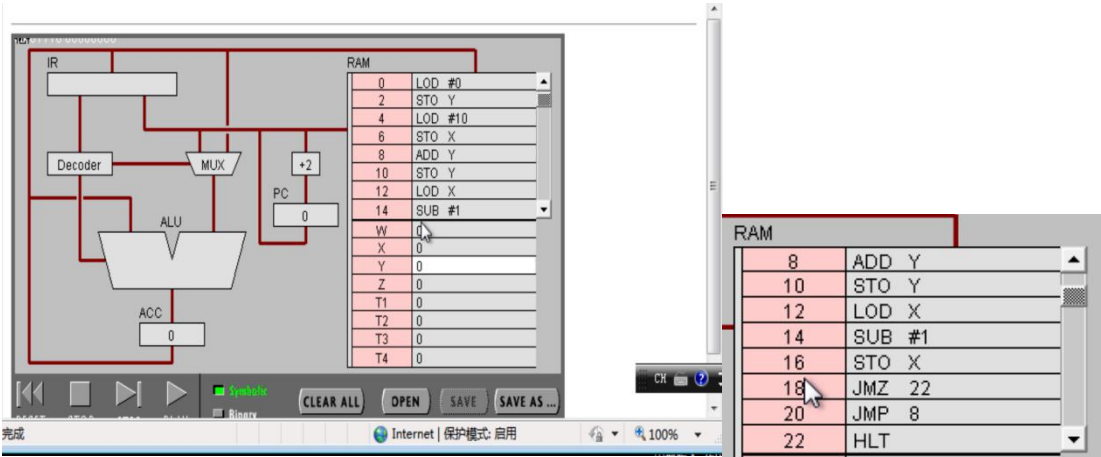 IR
RAM
0 LOD #0
2 STO Y
4 LOD #10
6 STO X
8 ADD Y
10 STO Y
12 LOD X
14 SUB #1
W
X 0
Y 0
Z 0
T1 0
T2 0
T3 0
T4 0
Decoder
MUX
+2
PC
0
ALU
ACC
0
Symbolic
Binary
CLEAR ALL
OPEN
SAVE
SAVE AS ...
CH
完成
Internet | 保护模式: 启用
100%
RAM
8 ADD Y
10 STO Y
12 LOD X
14 SUB #1
16 STO X
18 JMZ 22
20 JMP 8
22 HLT